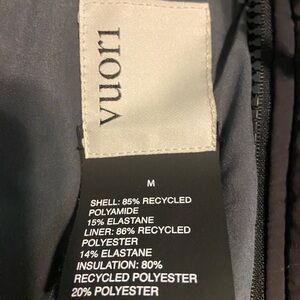 vuori
M
SHELL: 85% RECYCLED
POLYAMIDE
15% ELASTANE
LINER: 86% RECYCLED
POLYESTER
14% ELASTANE
INSULATION: 80%
RECYCLED POLYESTER
20% POLYESTER